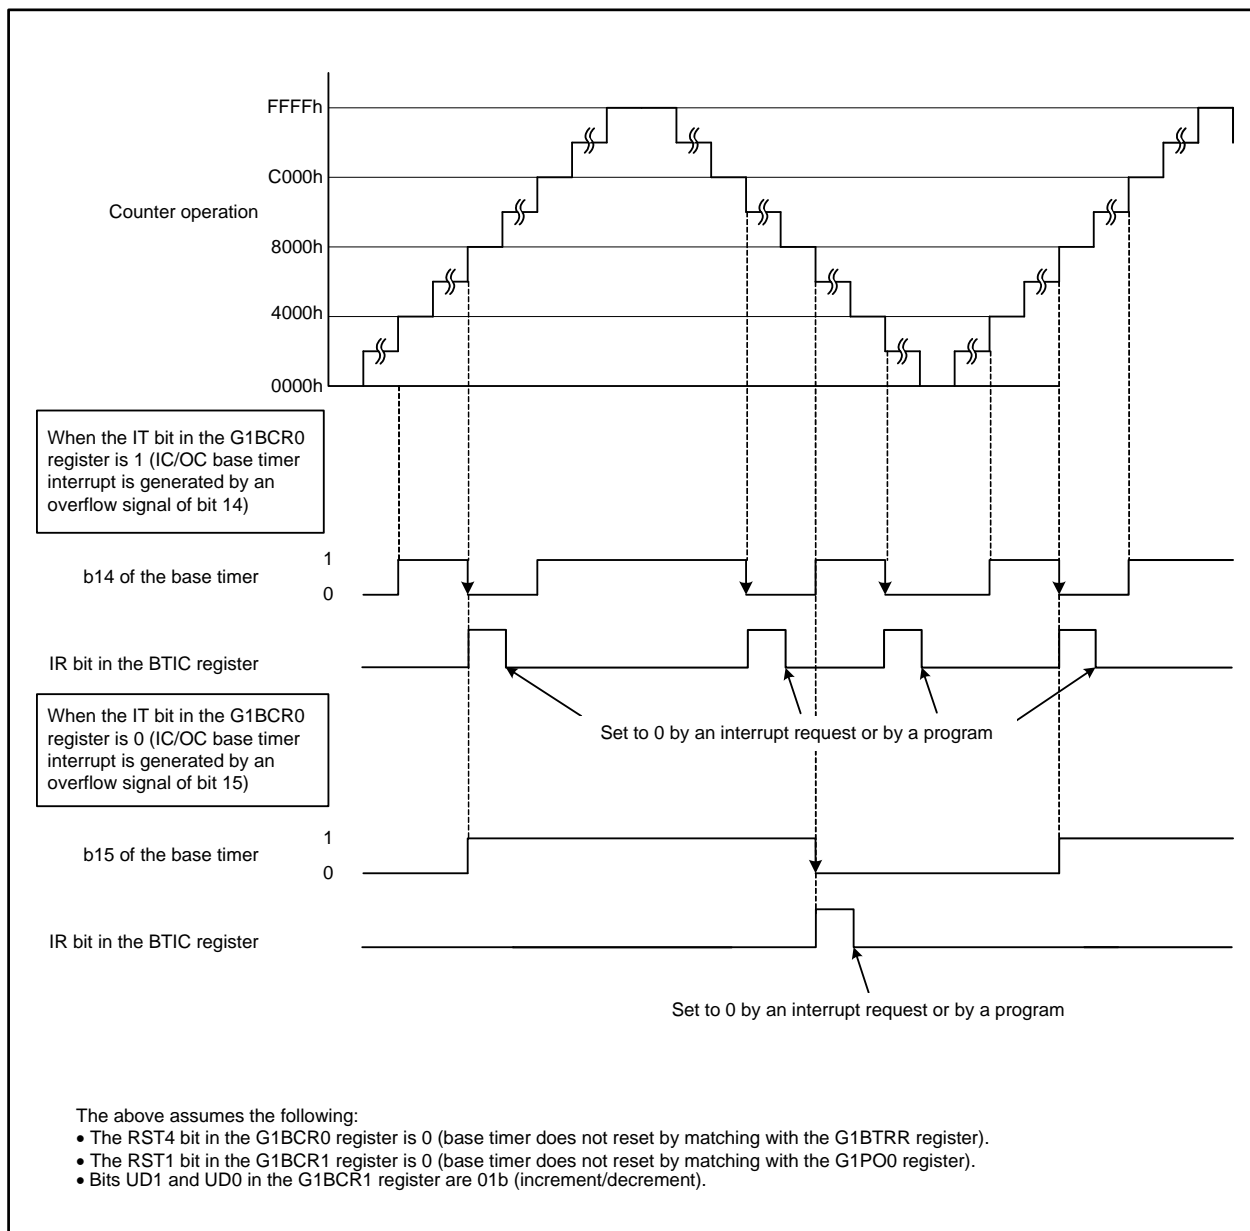 FFFFh
C000h
Counter operation
8000h
4000h
0000h
When the IT bit in the G1BCR0
register is 1 (IC/OC base timer
interrupt is generated by an
overflow signal of bit 14)
1
b14 of the base timer
0
IR bit in the BTIC register
When the IT bit in the G1BCR0
register is 0 (IC/OC base timer
interrupt is generated by an
overflow signal of bit 15)
Set to 0 by an interrupt request or by a program
1
b15 of the base timer
0
IR bit in the BTIC register
Set to 0 by an interrupt request or by a program
The above assumes the following:
• The RST4 bit in the G1BCR0 register is 0 (base timer does not reset by matching with the G1BTRR register).
• The RST1 bit in the G1BCR1 register is 0 (base timer does not reset by matching with the G1PO0 register).
• Bits UD1 and UD0 in the G1BCR1 register are 01b (increment/decrement).